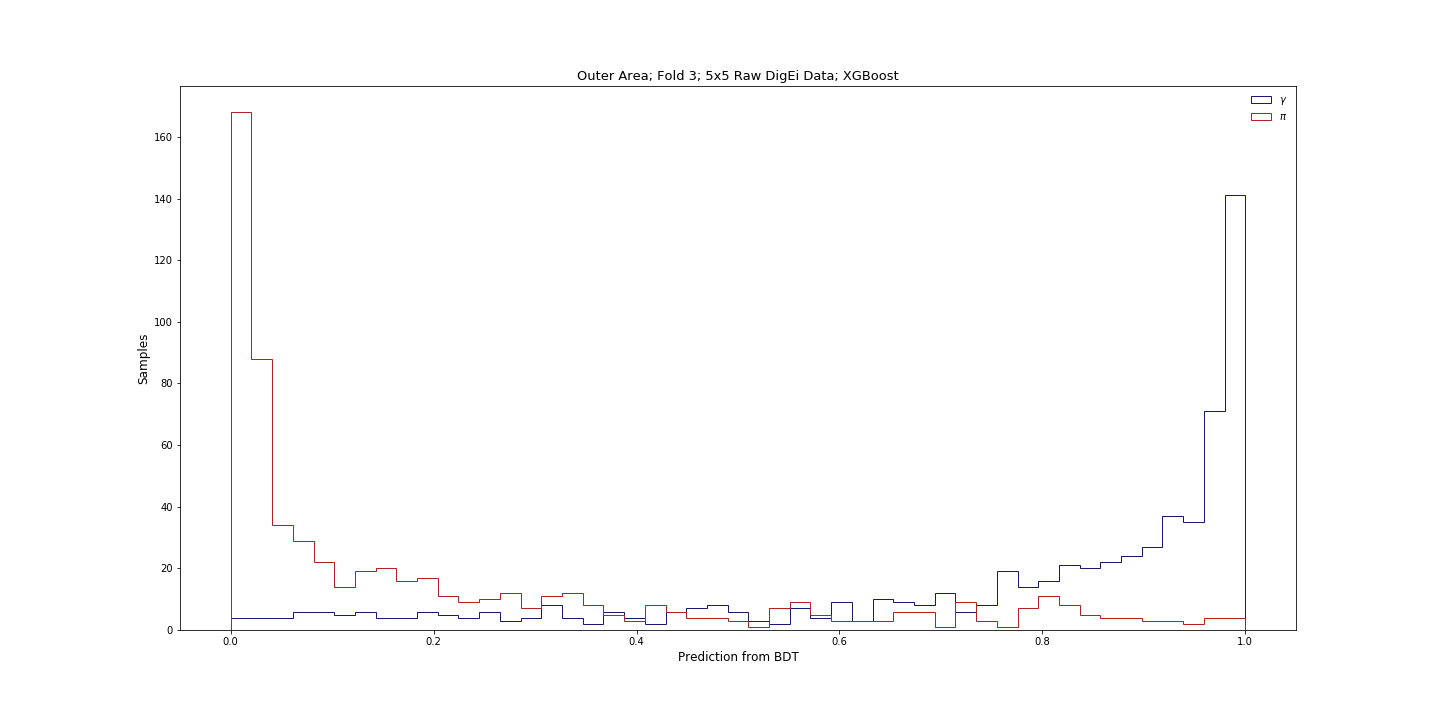 Outer Area; Fold 3; 5x5 Raw DigEi Data; XGBoost
γ
π
160
140
120
100
80
60
40
20
0
Samples
0.0 0.2 0.4 0.6 0.8 1.0
Prediction from BDT